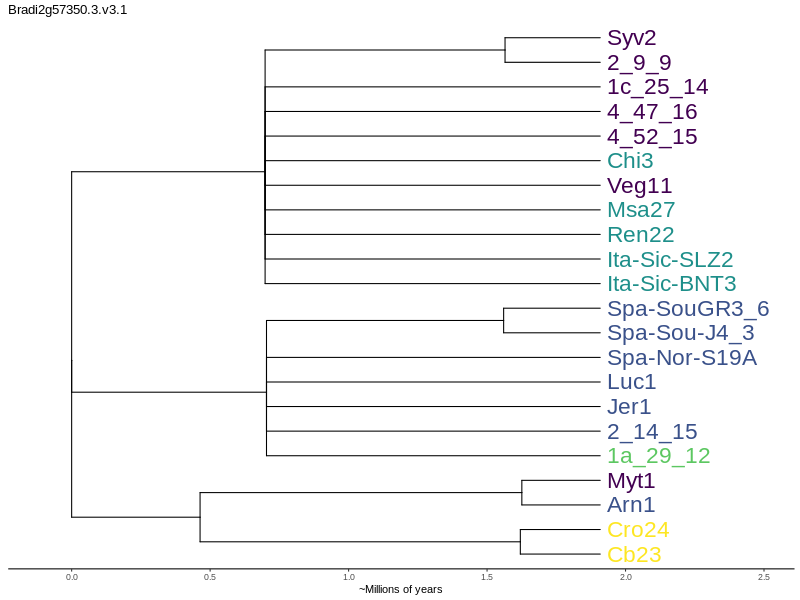 Bradi2g57350.3.v3.1
Syv2
2_9_9
1c_25_14
4_47_16
4_52_15
Chi3
Veg11
Msa27
Ren22
Ita-Sic-SLZ2
Ita-Sic-BNT3
Spa-SouGR3_6
Spa-Sou-J4_3
Spa-Nor-S19A
Luc1
Jer1
2_14_15
1a_29_12
Myt1
Arn1
Cro24
Cb23
0.0 0.5 1.0 1.5 2.0 2.5
~Millions of years